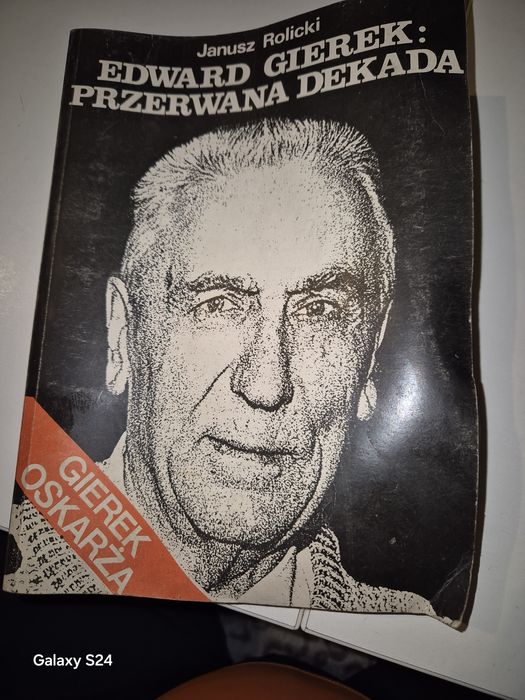 Janusz Rolicki
EDWARD GIEREK:
PRZERWANA DEKADA
GIEREK
OSKARŻA
Galaxy S24